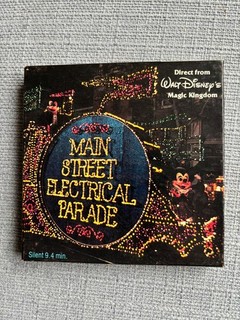 Direct from
Walt Disney's
Magic Kingdom
MAIN
STREET
ELECTRICAL
PARADE
Silent 9.4 min.